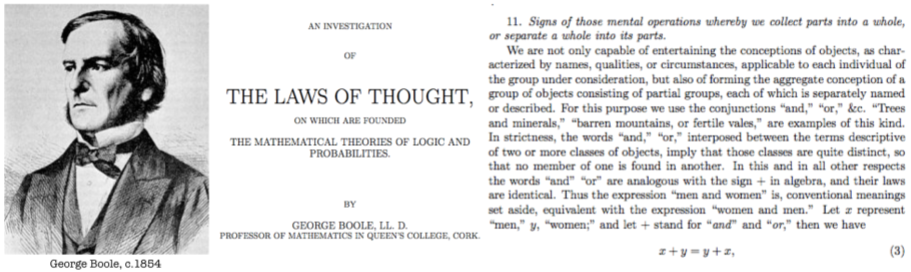 George Boole, c.1854
AN INVESTIGATION
OF
THE LAWS OF THOUGHT,
ON WHICH ARE FOUNDED
THE MATHEMATICAL THEORIES OF LOGIC AND
PROBABILITIES.
BY
GEORGE BOOLE, LL. D.
PROFESSOR OF MATHEMATICS IN QUEEN'S COLLEGE, CORK.
11. Signs of those mental operations whereby we collect parts into a whole,
or separate a whole into its parts.
We are not only capable of entertaining the conceptions of objects, as char-
acterized by names, qualities, or circumstances, applicable to each individual of
the group under consideration, but also of forming the aggregate conception of a
group of objects consisting of partial groups, each of which is separately named
or described. For this purpose we use the conjunctions “and,” “or,” &c. “Trees
and minerals,” “barren mountains, or fertile vales,” are examples of this kind.
In strictness, the words “and,” “or,” interposed between the terms descriptive
of two or more classes of objects, imply that those classes are quite distinct, so
that no member of one is found in another. In this and in all other respects
the words “and” “or” are analogous with the sign + in algebra, and their laws
are identical. Thus the expression “men and women” is, conventional meanings
set aside, equivalent with the expression “women and men.” Let x represent
“men,” y, “women;” and let + stand for “and” and “or,” then we have
x + y = y + x, (3)